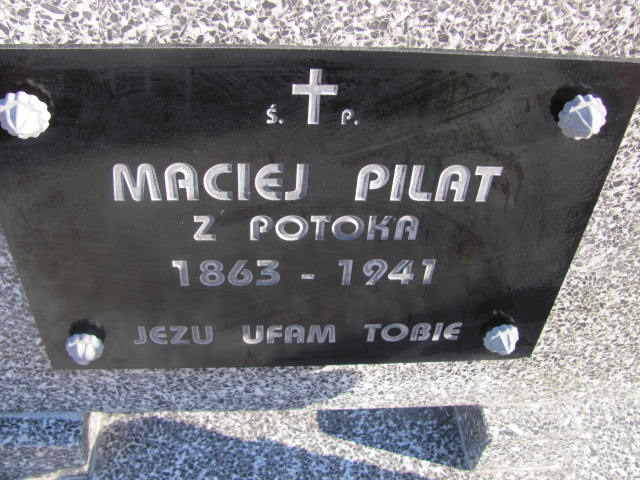 Ś. P.
MACIEJ PILAT
Z POTOKA
1863 - 1941
JEZU UFAM TOBIE